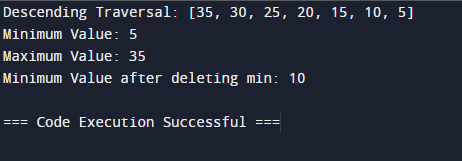 Descending Traversal: [35, 30, 25, 20, 15, 10, 5]
Minimum Value: 5
Maximum Value: 35
Minimum Value after deleting min: 10
=== Code Execution Successful ===